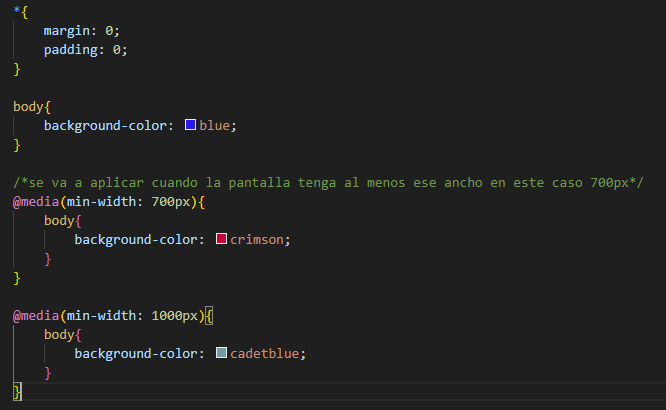 *{
margin: 0;
padding: 0;
}
body{
background-color: blue;
}
/*se va a aplicar cuando la pantalla tenga al menos ese ancho en este caso 700px*/
@media(min-width: 700px){
body{
background-color: crimson;
}
}
@media(min-width: 1000px){
body{
background-color: cadetblue;
}
}